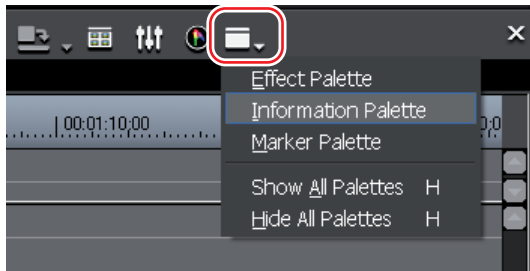 Effect Palette
Information Palette
00:01:10;00
Marker Palette
Show All Palettes H
Hide All Palettes H